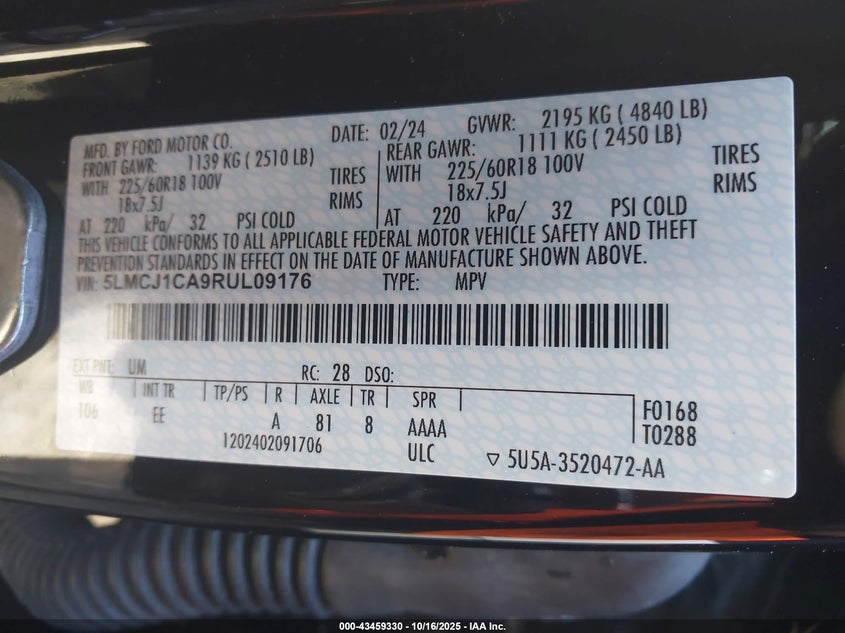 MFD. BY FORD MOTOR CO.
DATE: 02/24 GVWR: 2195 KG ( 4840 LB)
FRONT GAWR: 1139 KG ( 2510 LB)
REAR GAWR: 1111 KG ( 2450 LB)
WITH 225/60R18 100V TIRES
WITH 225/60R18 100V TIRES
18x7.5J RIMS
18x7.5J RIMS
AT 220 kPa/ 32 PSI COLD
AT 220 kPa/ 32 PSI COLD
THIS VEHICLE CONFORMS TO ALL APPLICABLE FEDERAL MOTOR VEHICLE SAFETY AND THEFT
PREVENTION STANDARDS IN EFFECT ON THE DATE OF MANUFACTURE SHOWN ABOVE.
VIN: 5LMCJ1CA9RUL09176 TYPE: MPV
EXT PNT: UM RC: 28 DSO:
WB INT TR TP/PS R AXLE TR SPR
106 EE A 81 8 AAAA
F0168
T0288
1202402091706 ULC
5U5A-3520472-AA
000-43459330 - 10/16/2025 - IAA Inc.